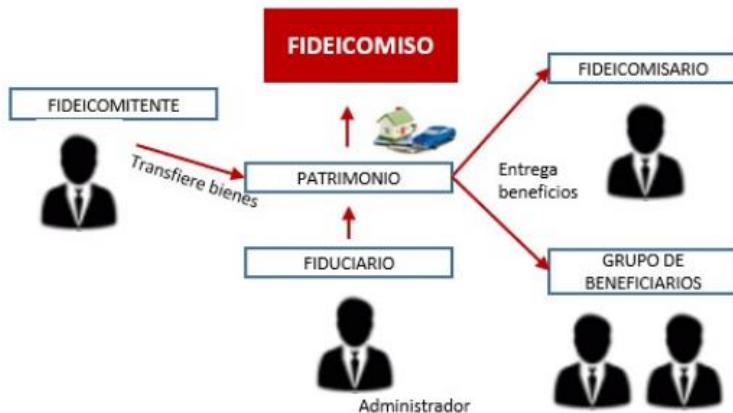 FIDEICOMISO
FIDEICOMITENTE
FIDEICOMISARIO
Transfiere bienes
PATRIMONIO
Entrega
beneficios
FIDUCIARIO
GRUPO DE
BENEFICIARIOS
Administrador